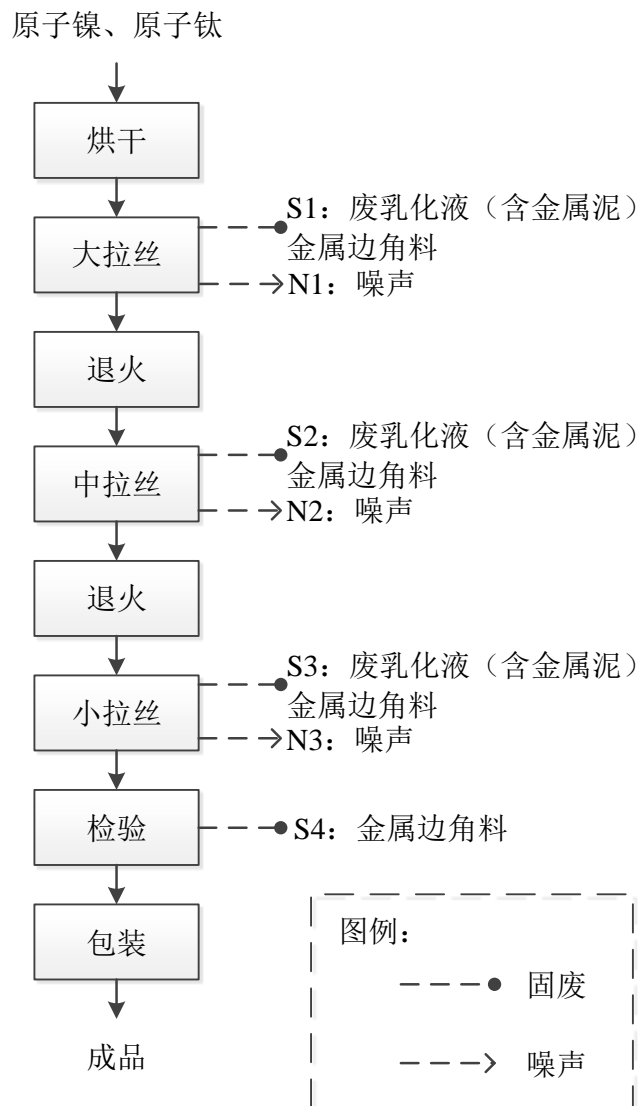 原子镍、原子钛
烘干
S1：废乳化液（含金属泥）
金属边角料
大拉丝
N1：噪声
退火
S2：废乳化液（含金属泥）
金属边角料
中拉丝
N2：噪声
退火
S3：废乳化液（含金属泥）
金属边角料
小拉丝
N3：噪声
检验
S4：金属边角料
包装
成品
图例：
固废
噪声